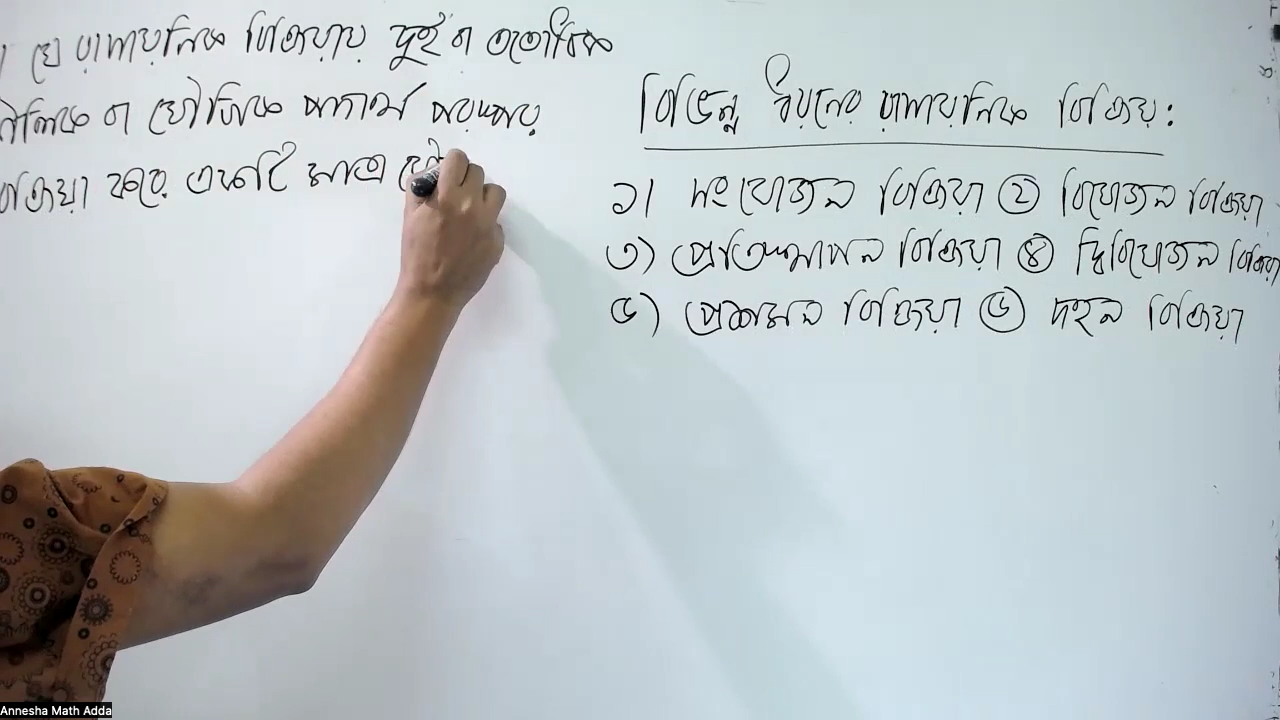 যে রাসায়নিক বিক্রিয়ায় দুই বা ততোধিক
মৌলিক বা যৌগিক পদার্থ পরস্পর
বিক্রিয়া করে একটি মাত্র যৌ
বিভিন্ন ধরনের রাসায়নিক বিক্রিয়া:
১। সংযোজন বিক্রিয়া ② বিযোজন বিক্রিয়া
৩) প্রতিস্থাপন বিক্রিয়া ④ দ্বিবিযোজন বিক্রিয়া
৫) প্রশমন বিক্রিয়া ⑥ দহন বিক্রিয়া
Annesha Math Adda